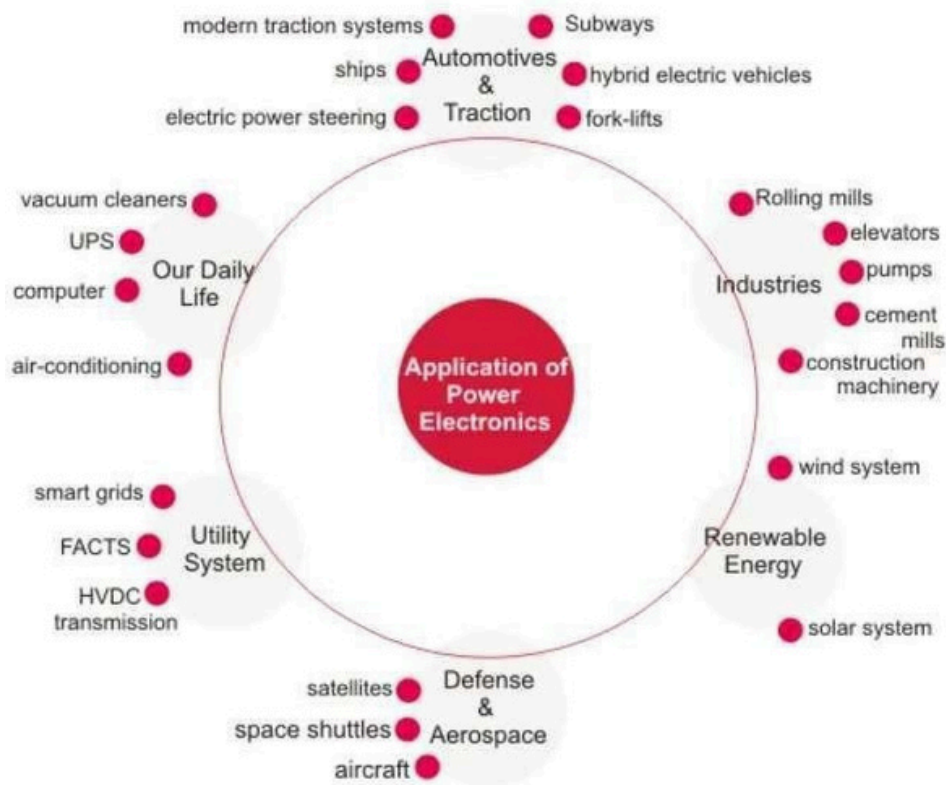 modern traction systems
Subways
Automotives
&
Traction
ships
hybrid electric vehicles
electric power steering
fork-lifts
vacuum cleaners
UPS
Our Daily
Life
computer
air-conditioning
Rolling mills
elevators
Industries
pumps
cement
mills
construction
machinery
Application of
Power
Electronics
smart grids
Utility
System
FACTS
HVDC
transmission
wind system
Renewable
Energy
solar system
Defense
&
Aerospace
satellites
space shuttles
aircraft